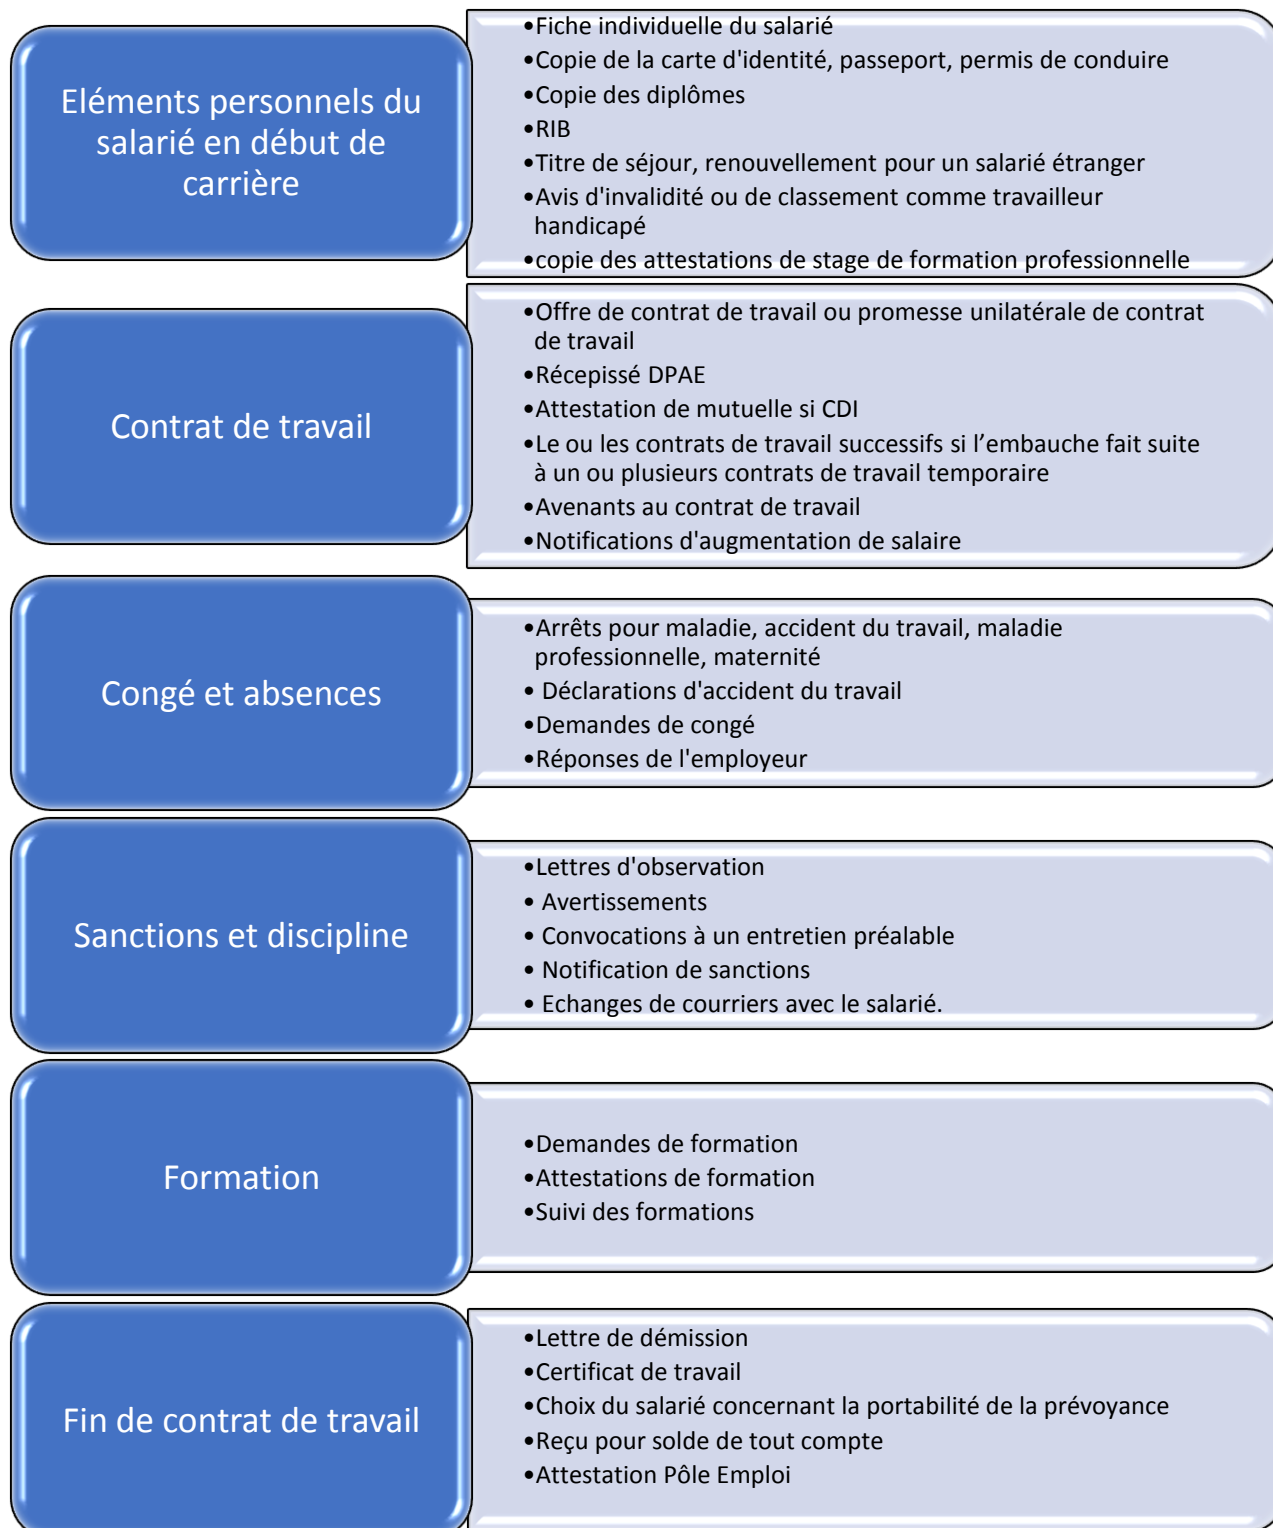 Eléments personnels du
salarié en début de
carrière
•Fiche individuelle du salarié
•Copie de la carte d'identité, passeport, permis de conduire
•Copie des diplômes
•RIB
•Titre de séjour, renouvellement pour un salarié étranger
•Avis d'invalidité ou de classement comme travailleur
handicapé
•copie des attestations de stage de formation professionnelle
Contrat de travail
•Offre de contrat de travail ou promesse unilatérale de contrat
de travail
•Récepissé DPAE
•Attestation de mutuelle si CDI
•Le ou les contrats de travail successifs si l’embauche fait suite
à un ou plusieurs contrats de travail temporaire
•Avenants au contrat de travail
•Notifications d'augmentation de salaire
Congé et absences
•Arrêts pour maladie, accident du travail, maladie
professionnelle, maternité
• Déclarations d'accident du travail
•Demandes de congé
•Réponses de l'employeur
Sanctions et discipline
•Lettres d'observation
• Avertissements
• Convocations à un entretien préalable
• Notification de sanctions
• Echanges de courriers avec le salarié.
Formation
•Demandes de formation
•Attestations de formation
•Suivi des formations
Fin de contrat de travail
•Lettre de démission
•Certificat de travail
•Choix du salarié concernant la portabilité de la prévoyance
•Reçu pour solde de tout compte
•Attestation Pôle Emploi